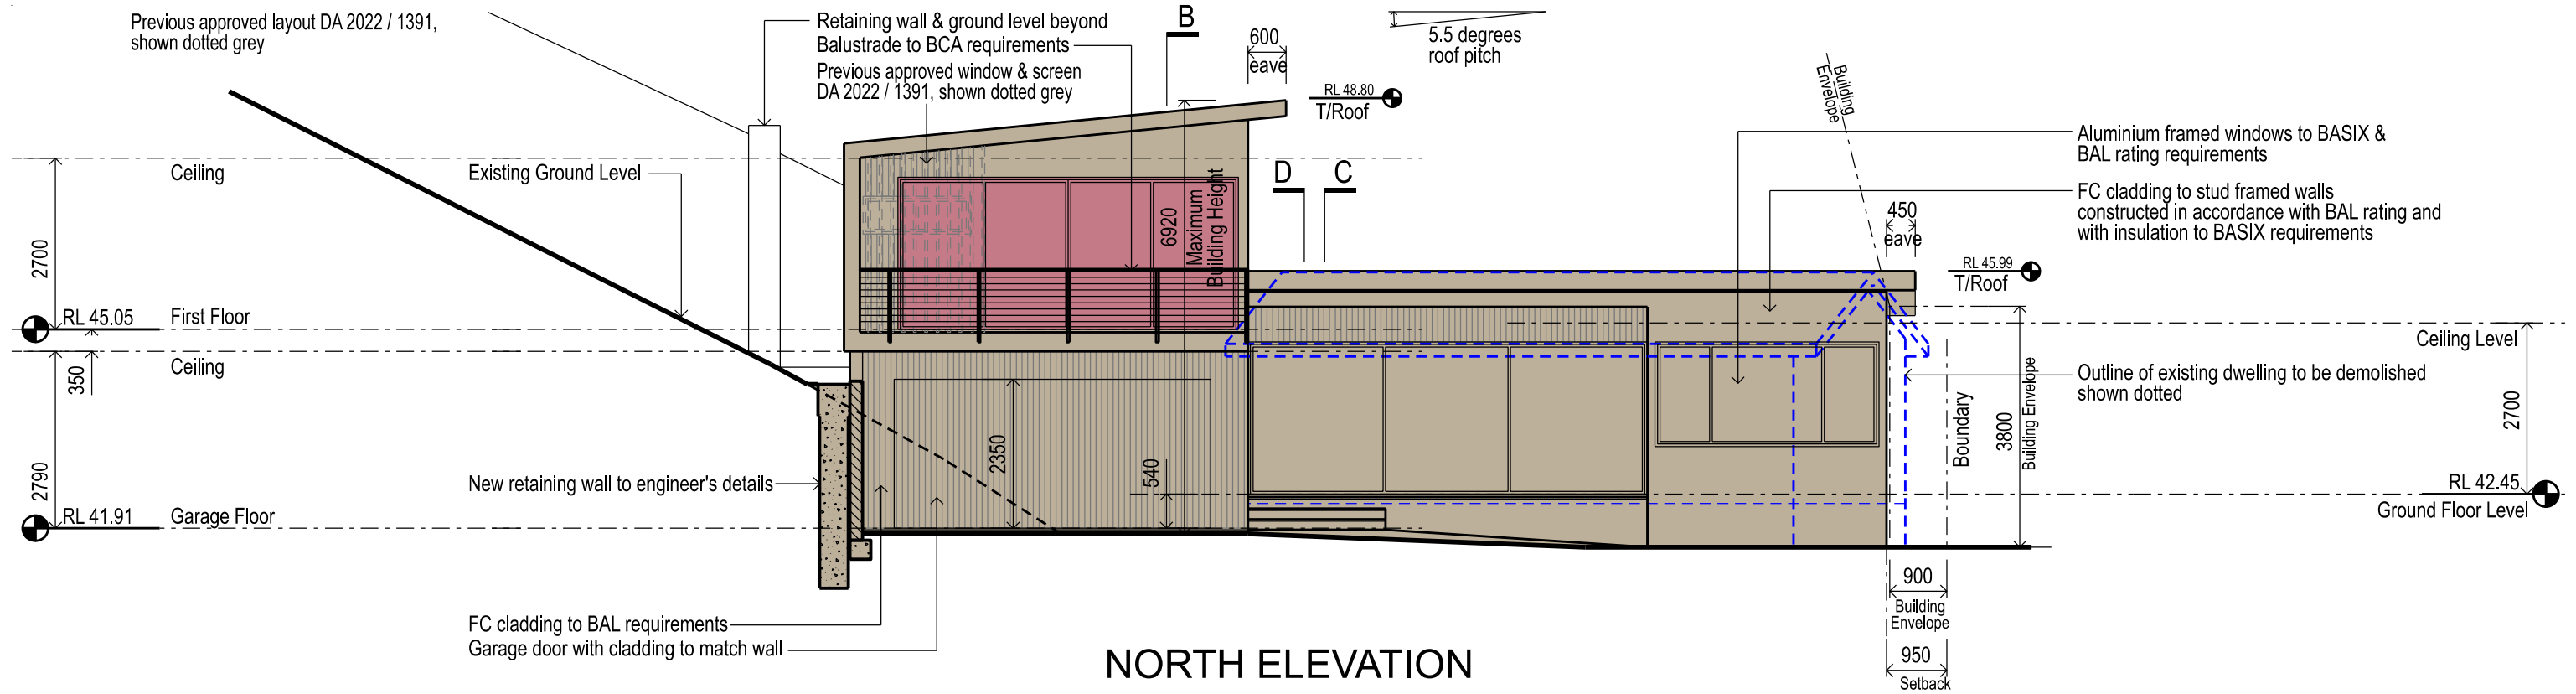 Previous approved layout DA 2022 / 1391,
shown dotted grey
Retaining wall & ground level beyond
Balustrade to BCA requirements
Previous approved window & screen
DA 2022 / 1391, shown dotted grey
B
600
eave
5.5 degrees
roof pitch
RL 48.80
T/Roof
Building
Envelope
Aluminium framed windows to BASIX &
BAL rating requirements
FC cladding to stud framed walls
constructed in accordance with BAL rating and
with insulation to BASIX requirements
Ceiling
Existing Ground Level
D
C
450
eave
2700
6920
Maximum
Building Height
RL 45.99
T/Roof
RL 45.05
First Floor
Ceiling
350
Ceiling Level
Outline of existing dwelling to be demolished
shown dotted
Boundary
3800
Building Envelope
2700
2350
540
2790
New retaining wall to engineer's details
RL 42.45
Ground Floor Level
RL 41.91
Garage Floor
900
Building
Envelope
FC cladding to BAL requirements
Garage door with cladding to match wall
950
Setback
NORTH ELEVATION